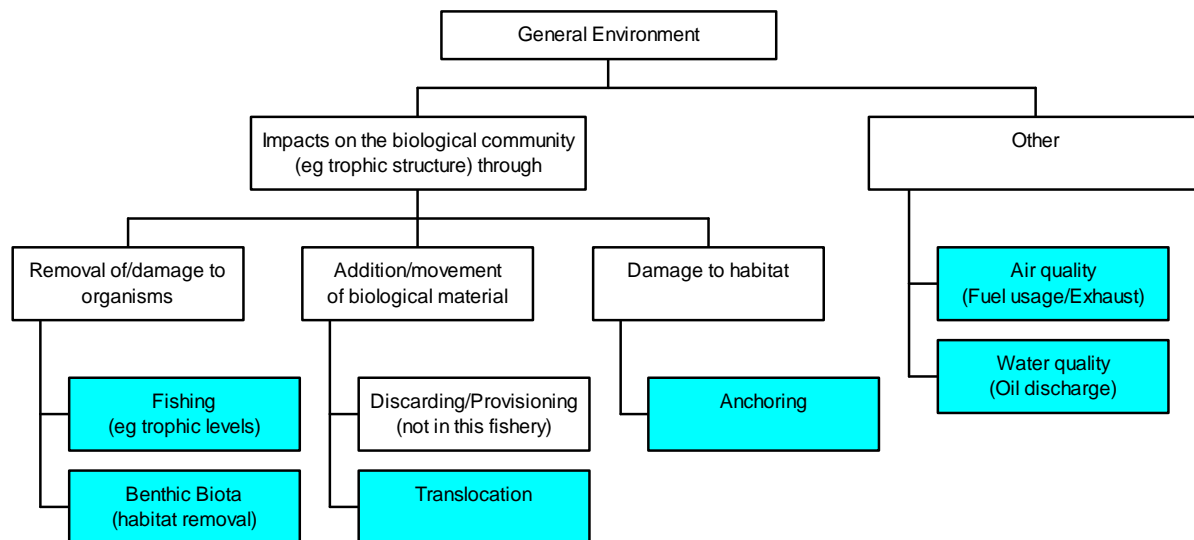 General Environment
Impacts on the biological community
(eg trophic structure) through
Other
Removal of/damage to
organisms
Addition/movement
of biological material
Damage to habitat
Air quality
(Fuel usage/Exhaust)
Water quality
(Oil discharge)
Fishing
(eg trophic levels)
Discarding/Provisioning
(not in this fishery)
Anchoring
Benthic Biota
(habitat removal)
Translocation